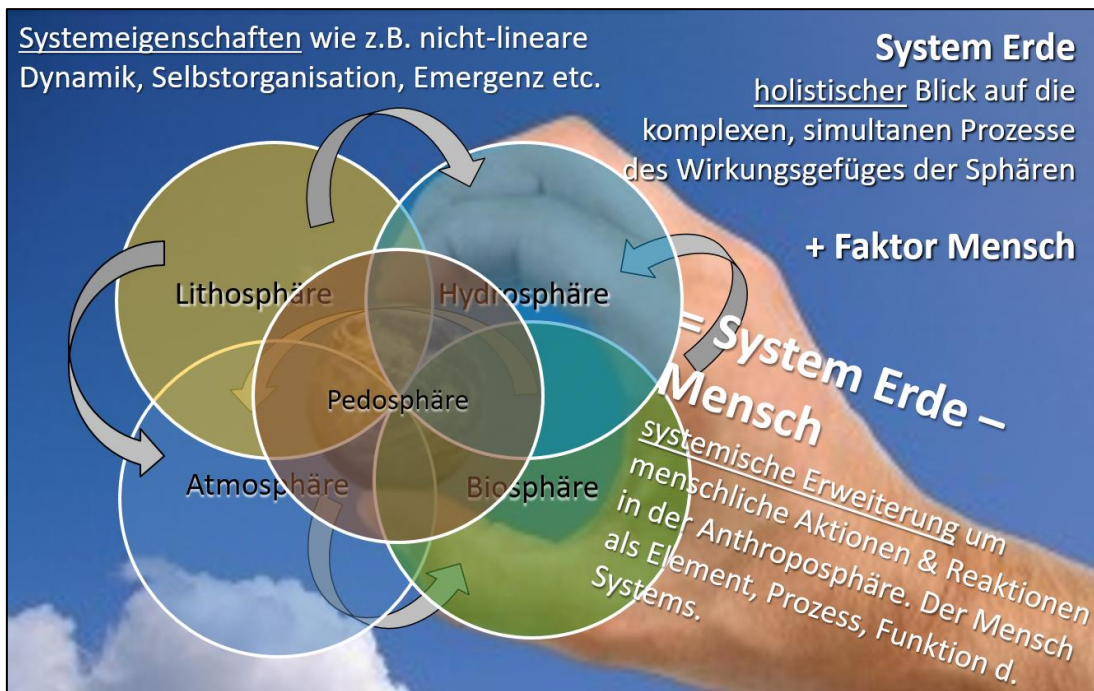 Systemeigenschaften wie z.B. nicht-lineare
Dynamik, Selbstorganisation, Emergenz etc.
System Erde
holistischer Blick auf die
komplexen, simultanen Prozesse
des Wirkungsgefüges der Sphären
+ Faktor Mensch
Lithosphäre
Hydrosphäre
Pedosphäre
Atmosphäre
Biosphäre
= System Erde –
Mensch
systemische Erweiterung um
menschliche Aktionen & Reaktionen
in der Anthroposphäre. Der Mensch
als Element, Prozess, Funktion d.
Systems.